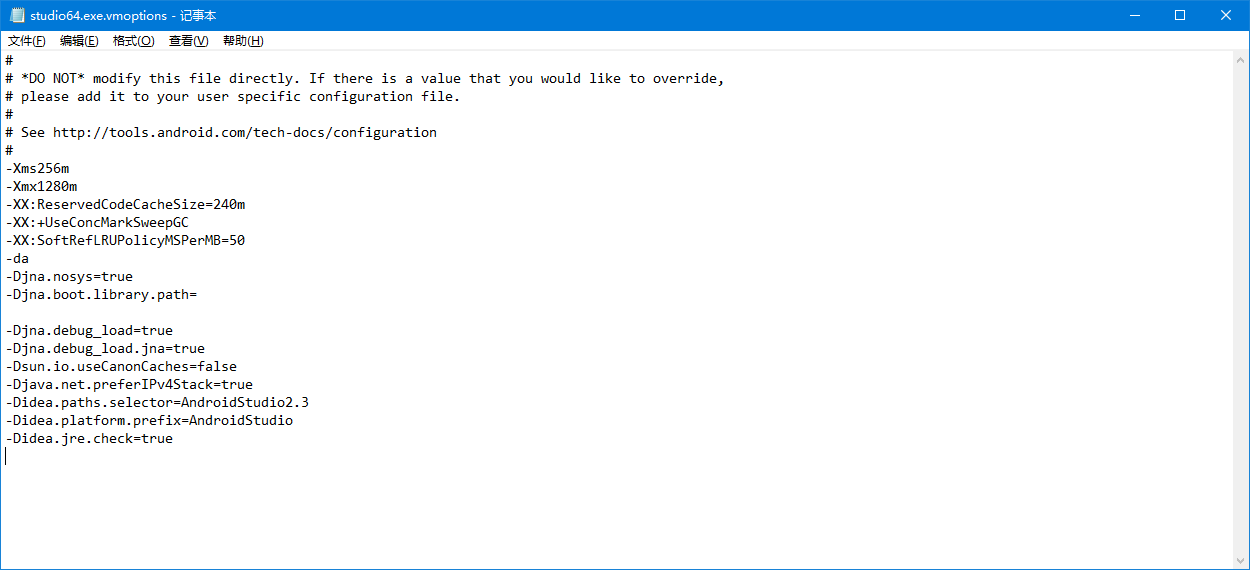 studio64.exe.vmoptions - 记事本
文件(F) 编辑(E) 格式(O) 查看(V) 帮助(H)
#
# *DO NOT* modify this file directly. If there is a value that you would like to override,
# please add it to your user specific configuration file.
#
# See http://tools.android.com/tech-docs/configuration
#
-Xms256m
-Xmx1280m
-XX:ReservedCodeCacheSize=240m
-XX:+UseConcMarkSweepGC
-XX:SoftRefLRUPolicyMSPerMB=50
-da
-Djna.nosys=true
-Djna.boot.library.path=

-Djna.debug_load=true
-Djna.debug_load.jna=true
-Dsun.io.useCanonCaches=false
-Djava.net.preferIPv4Stack=true
-Didea.paths.selector=AndroidStudio2.3
-Didea.platform.prefix=AndroidStudio
-Didea.jre.check=true